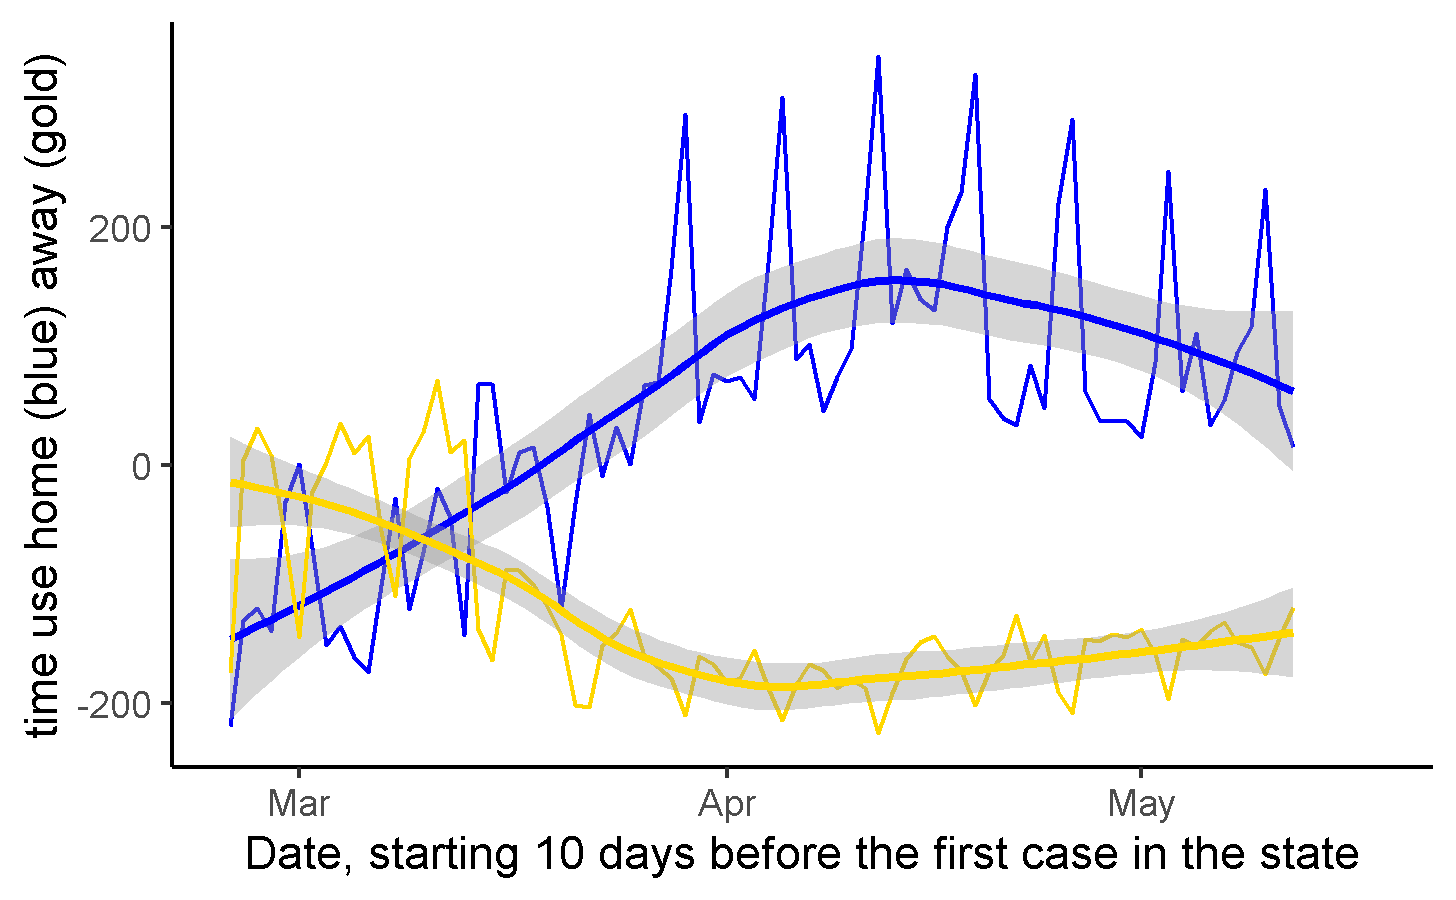 time use home (blue) away (gold)
200
0
-200
Mar Apr May
Date, starting 10 days before the first case in the state